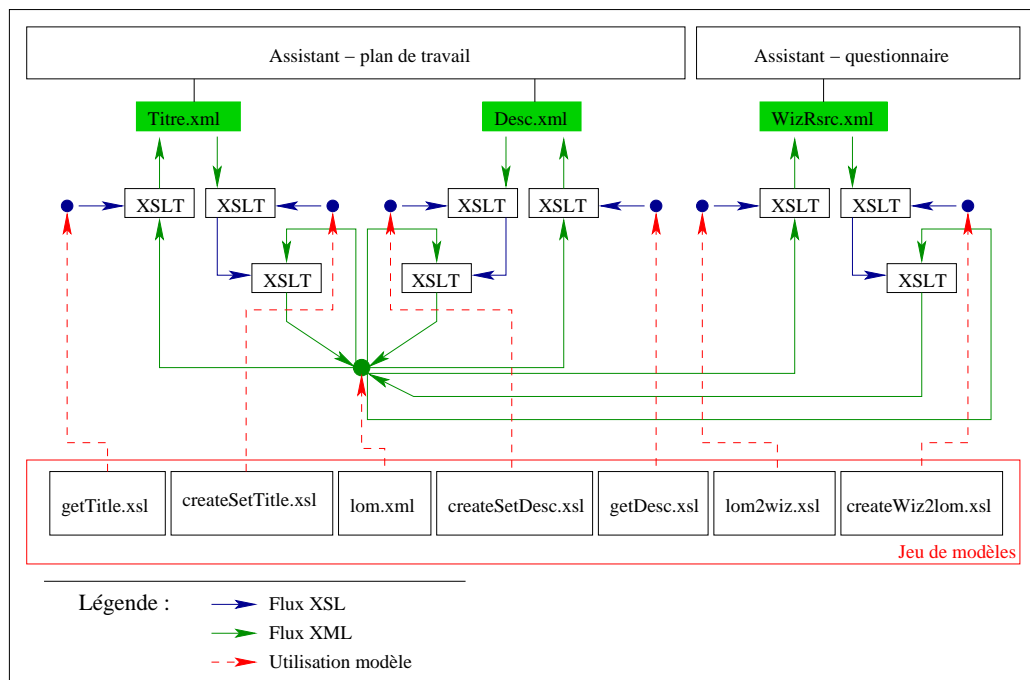 Assistant – plan de travail
Assistant – questionnaire
Titre.xml
Desc.xml
WizRsrc.xml
XSLT
XSLT
XSLT
XSLT
XSLT
XSLT
XSLT
XSLT
XSLT
getTitle.xsl
createSetTitle.xsl
lom.xml
createSetDesc.xsl
getDesc.xsl
lom2wiz.xsl
createWiz2lom.xsl
Jeu de modèles
Légende :
Flux XSL
Flux XML
Utilisation modèle